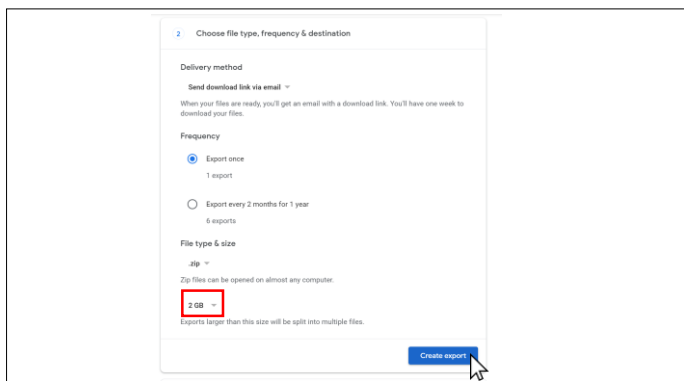 2 Choose file type, frequency & destination
Delivery method
Send download link via email
When your files are ready, you'll get an email with a download link. You'll have one week to
download your files.
Frequency
Export once
1 export
Export every 2 months for 1 year
6 exports
File type & size
.zip
Zip files can be opened on almost any computer.
2 GB
Exports larger than this size will be split into multiple files.
Create export